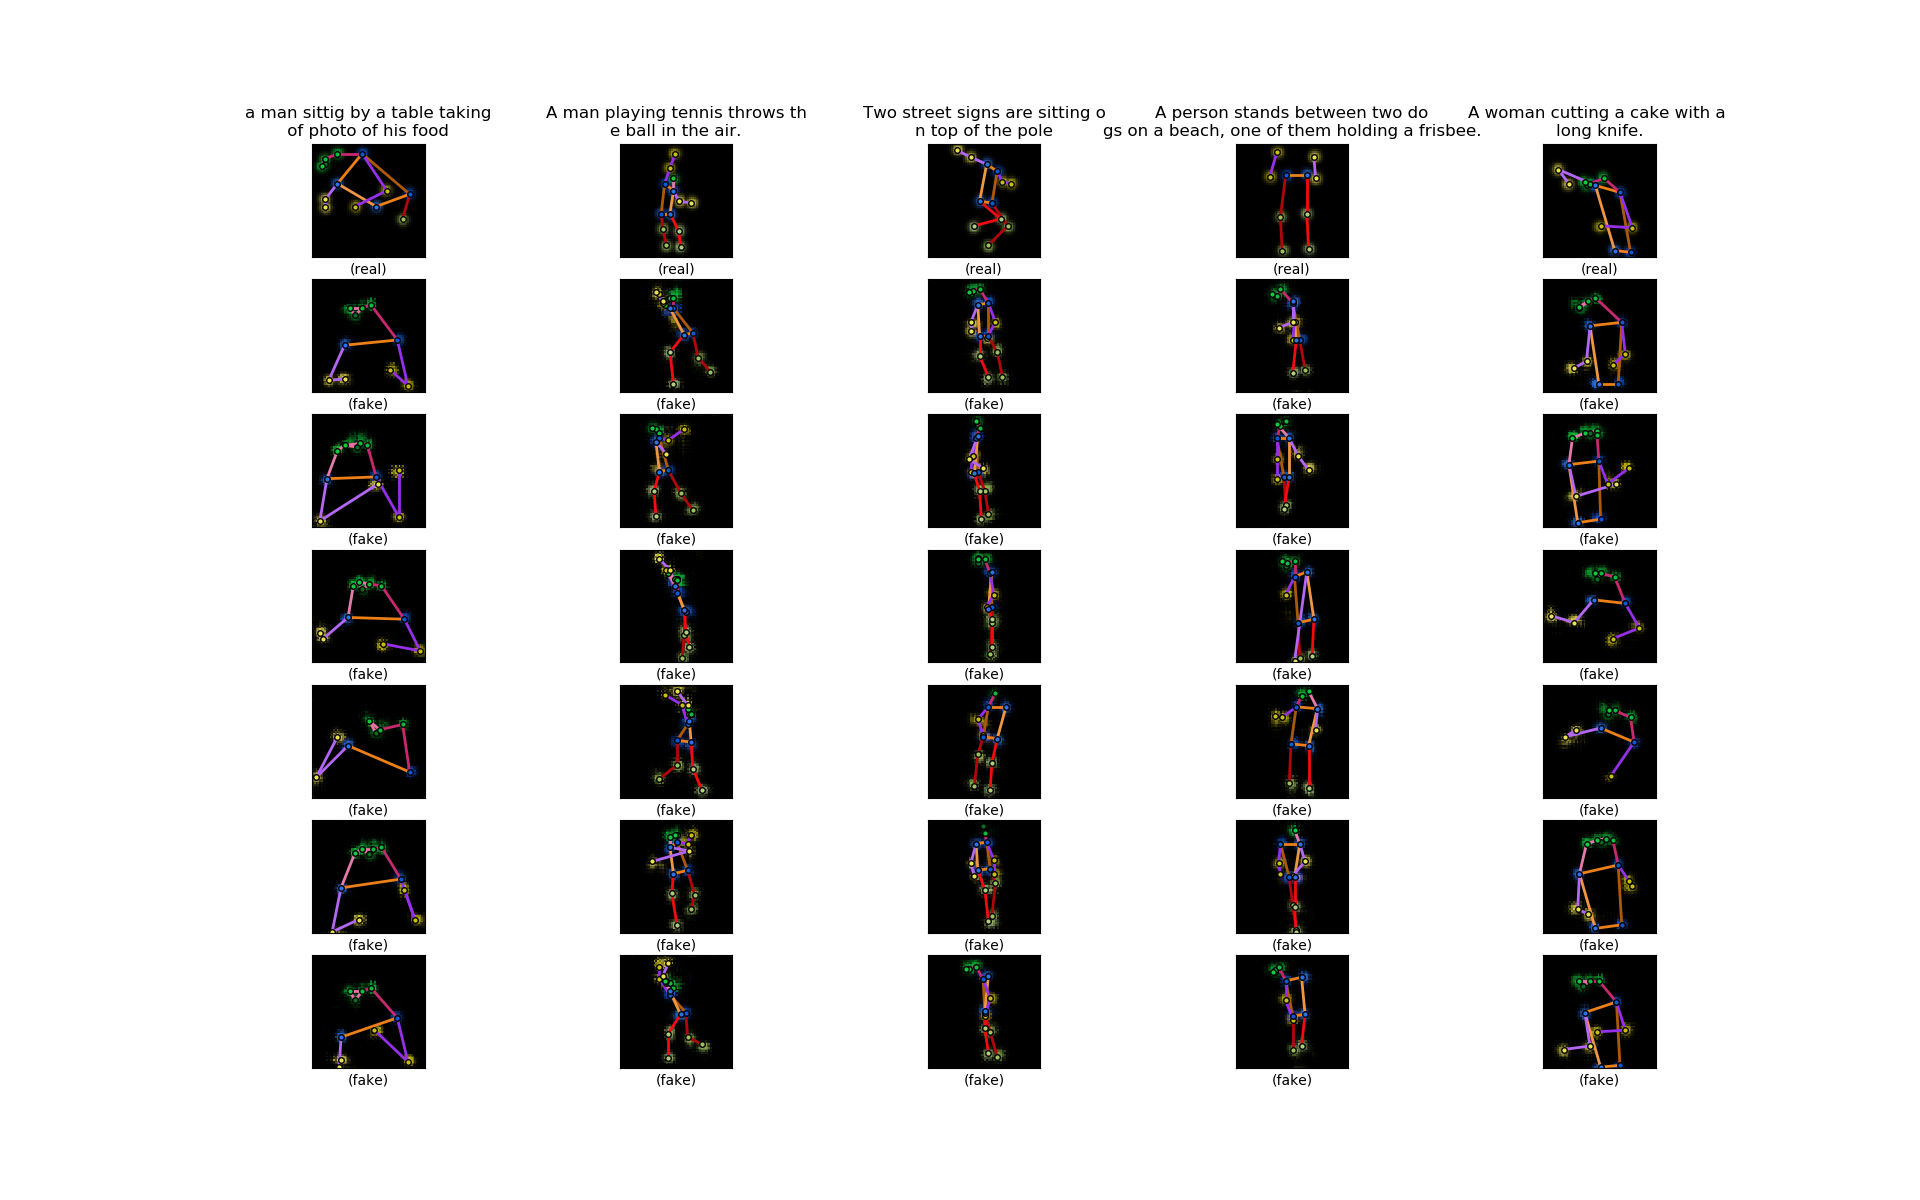 a man sittig by a table taking
of photo of his food
A man playing tennis throws th
e ball in the air.
Two street signs are sitting o
n top of the pole
A person stands between two do
gs on a beach, one of them holding a frisbee.
A woman cutting a cake with a
long knife.
(real) (real) (real) (real) (real)
(fake) (fake) (fake) (fake) (fake)
(fake) (fake) (fake) (fake) (fake)
(fake) (fake) (fake) (fake) (fake)
(fake) (fake) (fake) (fake) (fake)
(fake) (fake) (fake) (fake) (fake)
(fake) (fake) (fake) (fake) (fake)